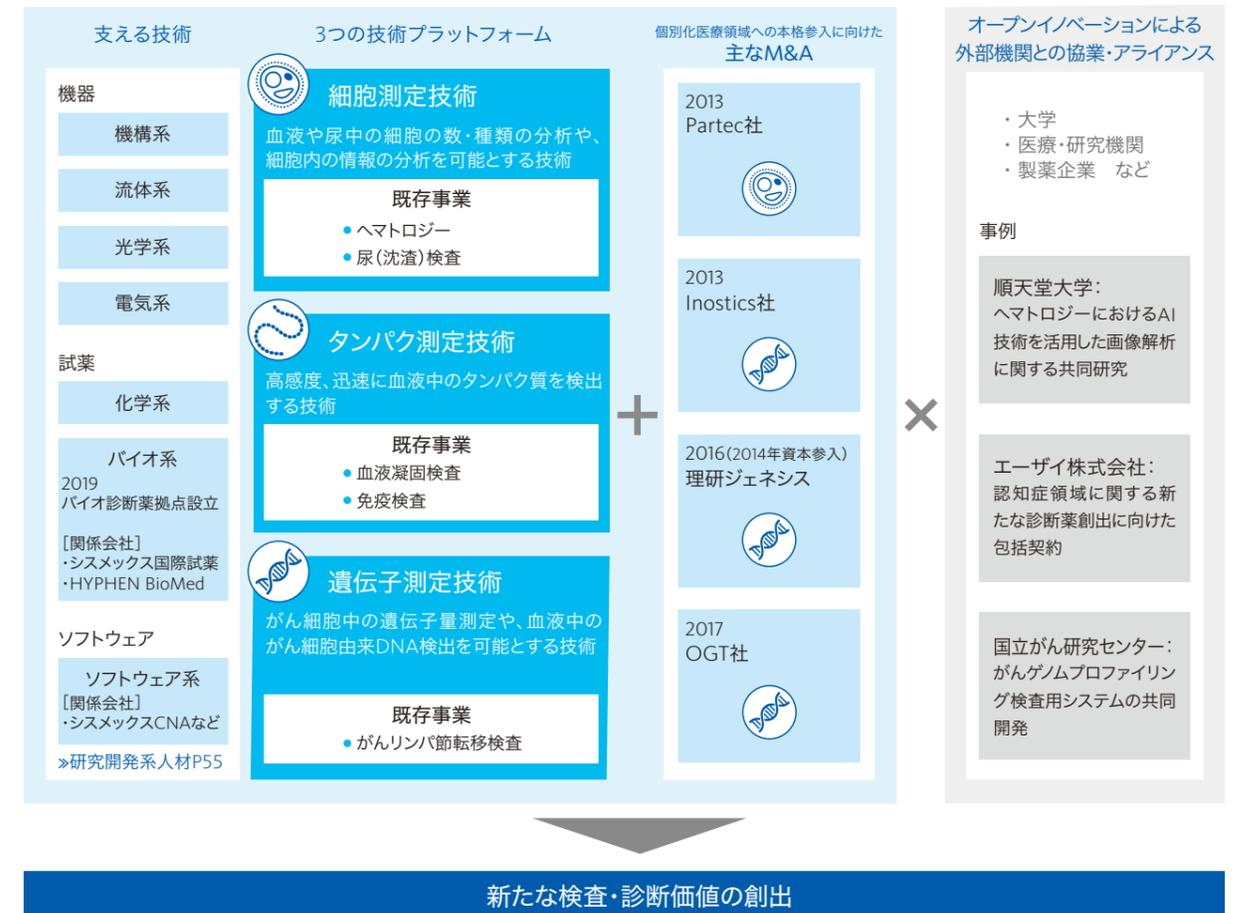 支える技術
機器
機構系
流体系
光学系
電気系
試薬
化学系
バイオ系
2019
バイオ診断薬拠点設立
[関係会社]
・シスメックス国際試薬
・HYPHEN BioMed
ソフトウェア
ソフトウェア系
[関係会社]
・シスメックスCNAなど
≫研究開発系人材P55
3つの技術プラットフォーム
細胞測定技術
血液や尿中の細胞の数・種類の分析や、
細胞内の情報の分析を可能とする技術
既存事業
● ヘマトロジー
● 尿(沈渣)検査
タンパク測定技術
高感度、迅速に血液中のタンパク質を検出
する技術
既存事業
● 血液凝固検査
● 免疫検査
遺伝子測定技術
がん細胞中の遺伝子量測定や、血液中の
がん細胞由来DNA検出を可能とする技術
既存事業
● がんリンパ節転移検査
+
個別化医療領域への本格参入に向けた
主なM&A
2013
Partec社
2013
Inostics社
2016(2014年資本参入)
理研ジェネシス
2017
OGT社
×
オープンイノベーションによる
外部機関との協業・アライアンス
・大学
・医療・研究機関
・製薬企業 など
事例
順天堂大学:
ヘマトロジーにおけるAI
技術を活用した画像解析
に関する共同研究
エーザイ株式会社:
認知症領域に関する新
たな診断薬創出に向けた
包括契約
国立がん研究センター:
がんゲノムプロファイリン
グ検査用システムの共同
開発
新たな検査・診断価値の創出